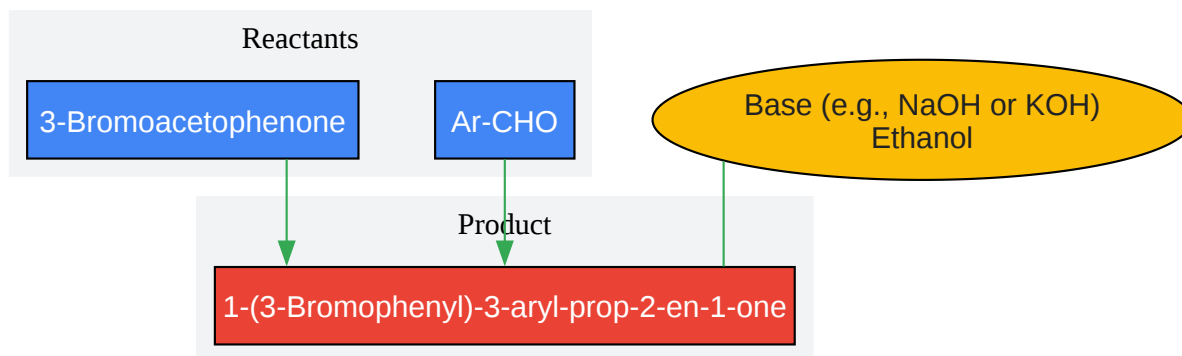 Reactants
3-Bromoacetophenone
Ar-CHO
Base (e.g., NaOH or KOH)
Ethanol
Product
1-(3-Bromophenyl)-3-aryl-prop-2-en-1-one